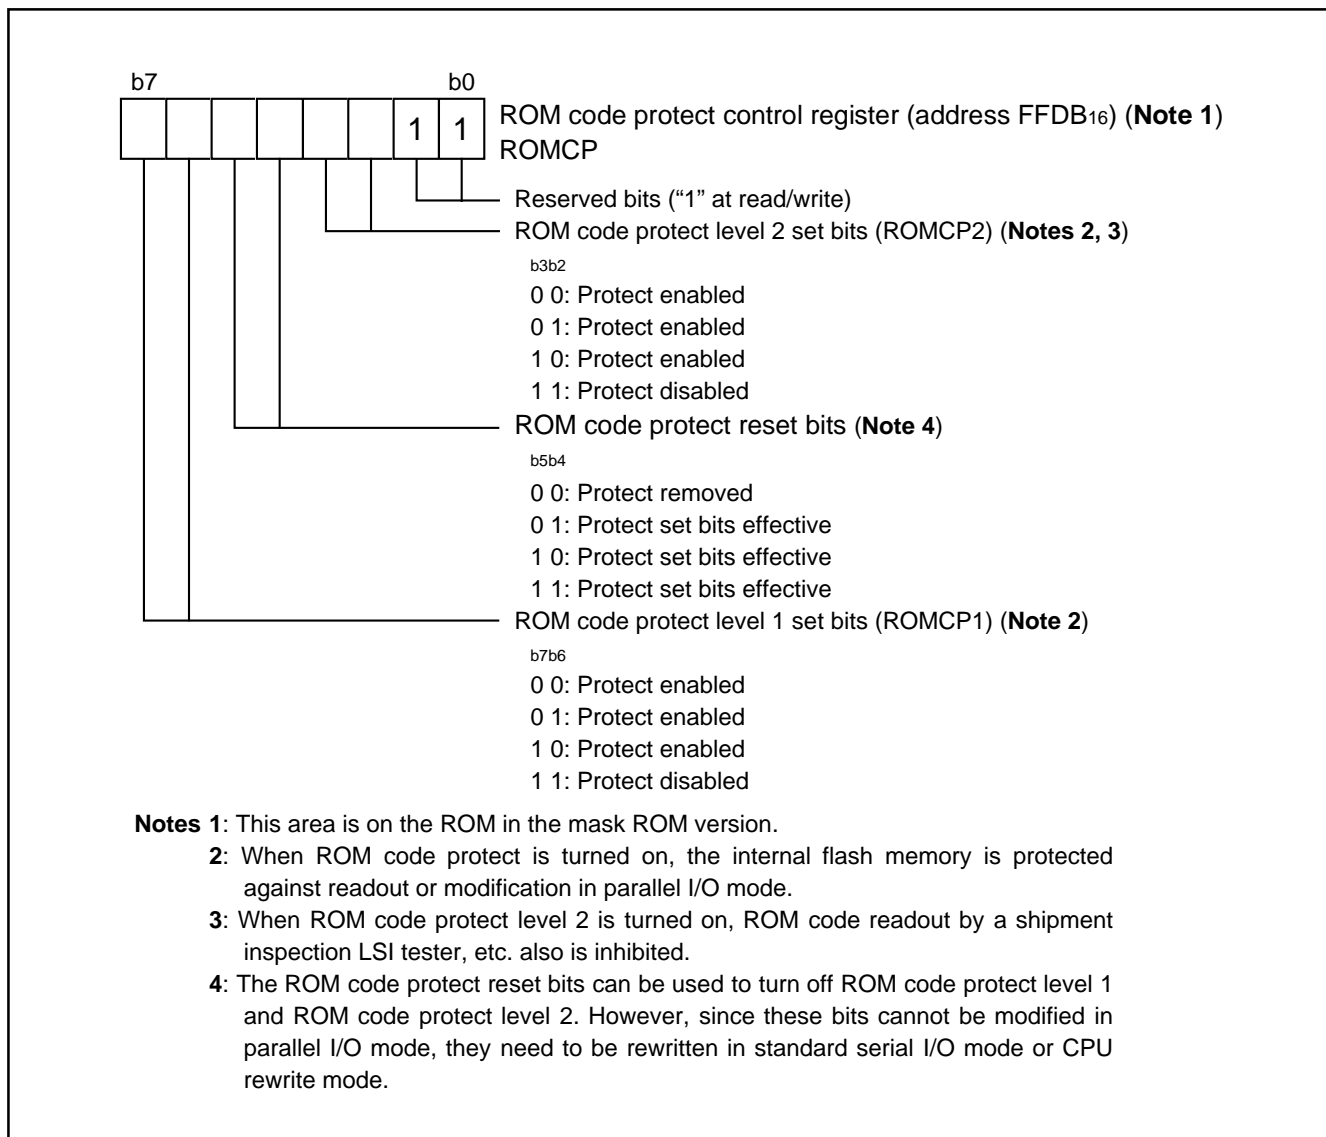 b7 b0
1 1 ROM code protect control register (address FFDB16) (Note 1)
ROMCP
Reserved bits (“1” at read/write)
ROM code protect level 2 set bits (ROMCP2) (Notes 2, 3)
b3b2
0 0: Protect enabled
0 1: Protect enabled
1 0: Protect enabled
1 1: Protect disabled
ROM code protect reset bits (Note 4)
b5b4
0 0: Protect removed
0 1: Protect set bits effective
1 0: Protect set bits effective
1 1: Protect set bits effective
ROM code protect level 1 set bits (ROMCP1) (Note 2)
b7b6
0 0: Protect enabled
0 1: Protect enabled
1 0: Protect enabled
1 1: Protect disabled
Notes 1: This area is on the ROM in the mask ROM version.
2: When ROM code protect is turned on, the internal flash memory is protected
against readout or modification in parallel I/O mode.
3: When ROM code protect level 2 is turned on, ROM code readout by a shipment
inspection LSI tester, etc. also is inhibited.
4: The ROM code protect reset bits can be used to turn off ROM code protect level 1
and ROM code protect level 2. However, since these bits cannot be modified in
parallel I/O mode, they need to be rewritten in standard serial I/O mode or CPU
rewrite mode.